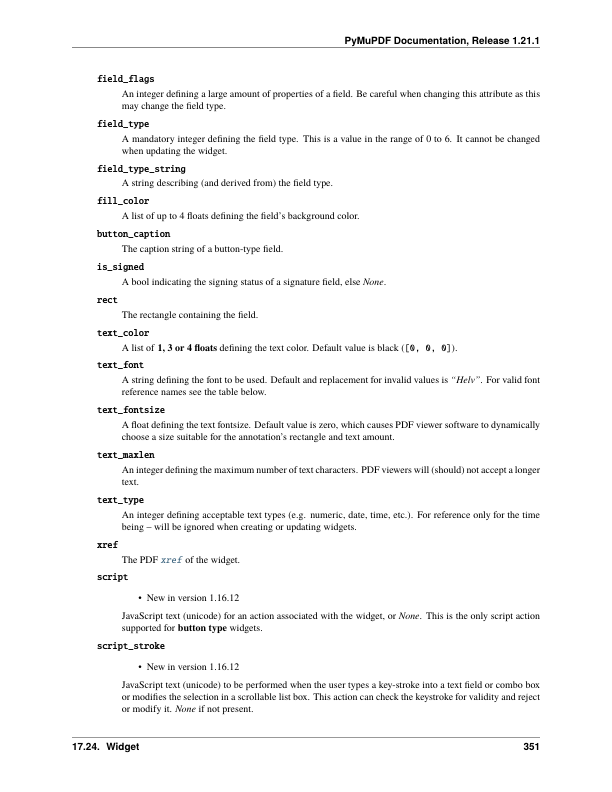 PyMuPDF Documentation, Release 1.21.1
field_flags
An integer defining a large amount of properties of a field. Be careful when changing this attribute as this
may change the field type.
field_type
A mandatory integer defining the field type. This is a value in the range of 0 to 6. It cannot be changed
when updating the widget.
field_type_string
A string describing (and derived from) the field type.
fill_color
A list of up to 4 floats defining the field's background color.
button_caption
The caption string of a button-type field.
is_signed
A bool indicating the signing status of a signature field, else None.
rect
The rectangle containing the field.
text_color
A list of 1, 3 or 4 floats defining the text color. Default value is black ([0, 0, 0]).
text_font
A string defining the font to be used. Default and replacement for invalid values is “Helv”. For valid font
reference names see the table below.
text_fontsize
A float defining the text fontsize. Default value is zero, which causes PDF viewer software to dynamically
choose a size suitable for the annotation's rectangle and text amount.
text_maxlen
An integer defining the maximum number of text characters. PDF viewers will (should) not accept a longer
text.
text_type
An integer defining acceptable text types (e.g. numeric, date, time, etc.). For reference only for the time
being – will be ignored when creating or updating widgets.
xref
The PDF xref of the widget.
script
• New in version 1.16.12
JavaScript text (unicode) for an action associated with the widget, or None. This is the only script action
supported for button type widgets.
script_stroke
• New in version 1.16.12
JavaScript text (unicode) to be performed when the user types a key-stroke into a text field or combo box
or modifies the selection in a scrollable list box. This action can check the keystroke for validity and reject
or modify it. None if not present.
17.24. Widget 351